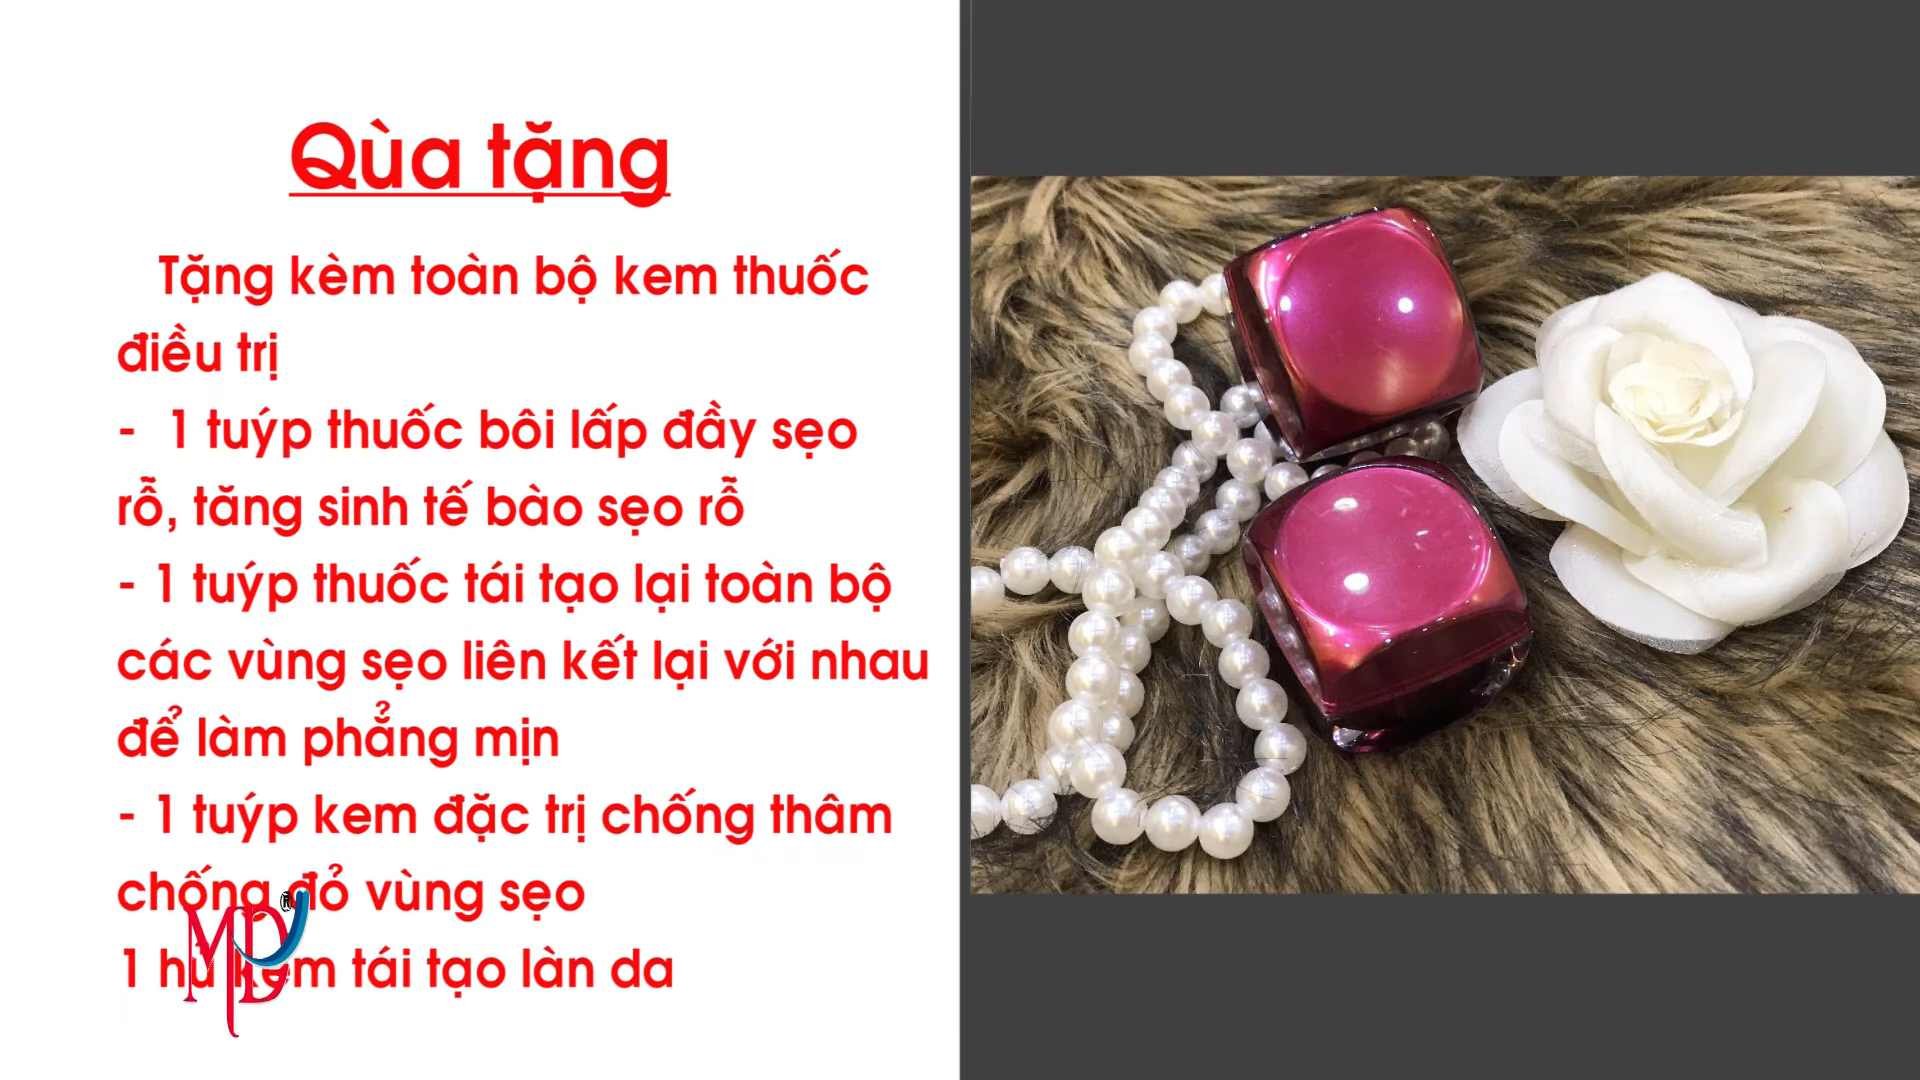 Qùa tặng
Tặng kèm toàn bộ kem thuốc
điều trị
- 1 tuýp thuốc bôi lấp đầy sẹo
rỗ, tăng sinh tế bào sẹo rỗ
- 1 tuýp thuốc tái tạo lại toàn bộ
các vùng sẹo liên kết lại với nhau
để làm phẳng mịn
- 1 tuýp kem đặc trị chống thâm
chống đỏ vùng sẹo
1 hủ kem tái tạo làn da
MD®